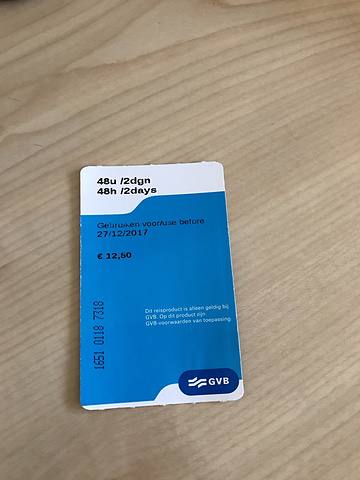 48u /2dgn
48h /2days
Gebruiken voor/use before
27/12/2017
€ 12,50
Dit reisproduct is alleen geldig bij
GVB. Op dit product zijn
GVB-voorwaarden van toepassing.
1651 0118 7318
GVB